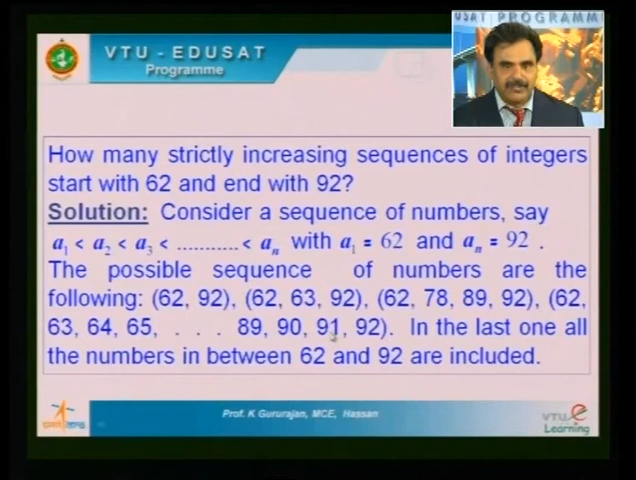 USAT PROGRAMM
VTU - EDUSAT
Programme
How many strictly increasing sequences of integers
start with 62 and end with 92?
Solution: Consider a sequence of numbers, say
a₁ < a₂ < a₃ < ........... < aₙ with a₁ = 62 and aₙ = 92 .
The possible sequence of numbers are the
following: (62, 92), (62, 63, 92), (62, 78, 89, 92), (62,
63, 64, 65, . . . 89, 90, 91, 92). In the last one all
the numbers in between 62 and 92 are included.
Prof. K Gururajan, MCE, Hassan
VTU e
Learning